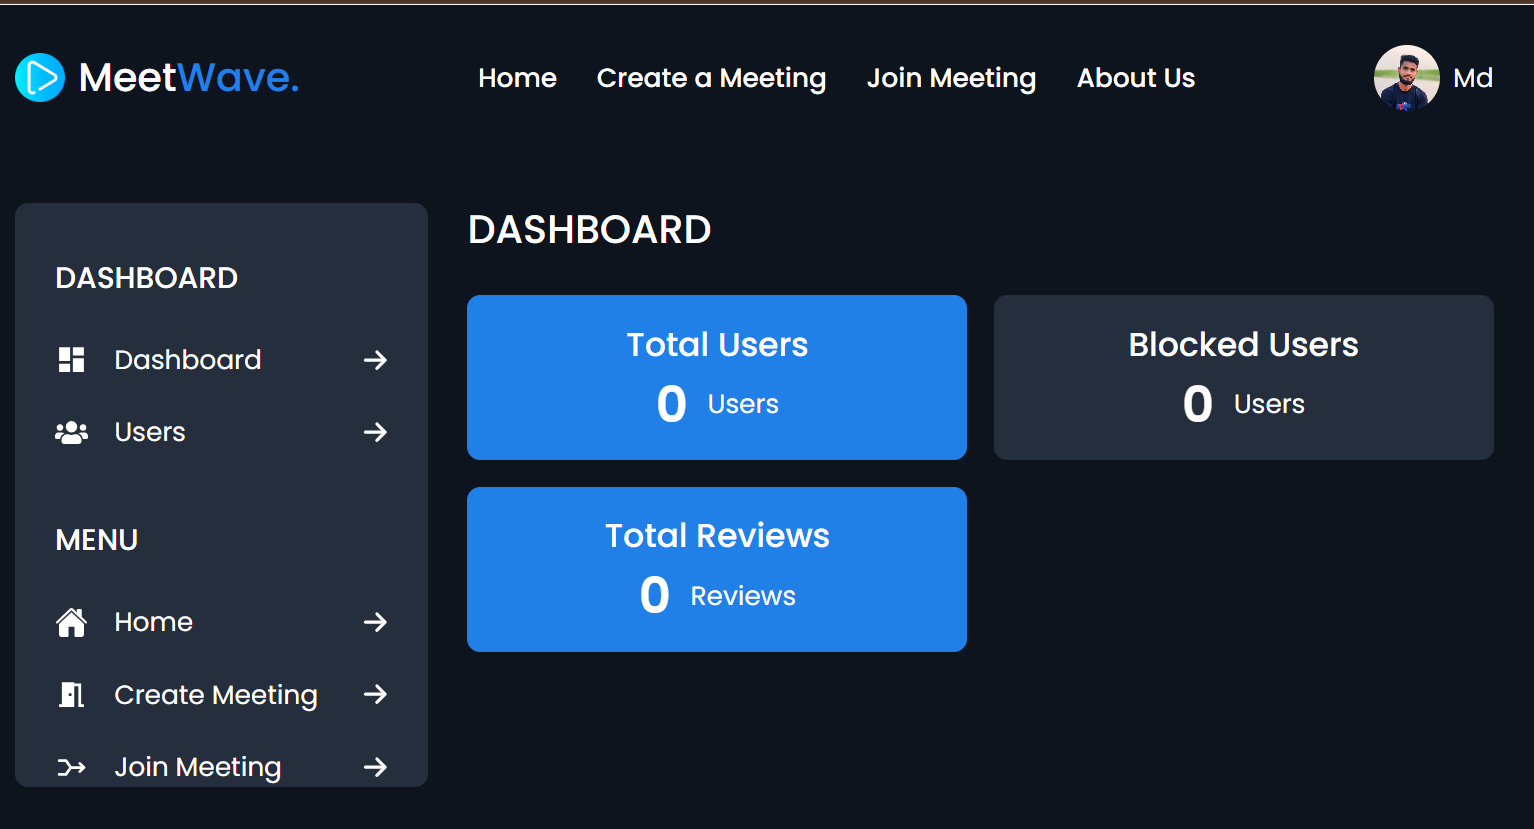 MeetWave.
Home Create a Meeting Join Meeting About Us
Md
DASHBOARD
Dashboard
Users
MENU
Home
Create Meeting
Join Meeting
DASHBOARD
Total Users
0 Users
Blocked Users
0 Users
Total Reviews
0 Reviews